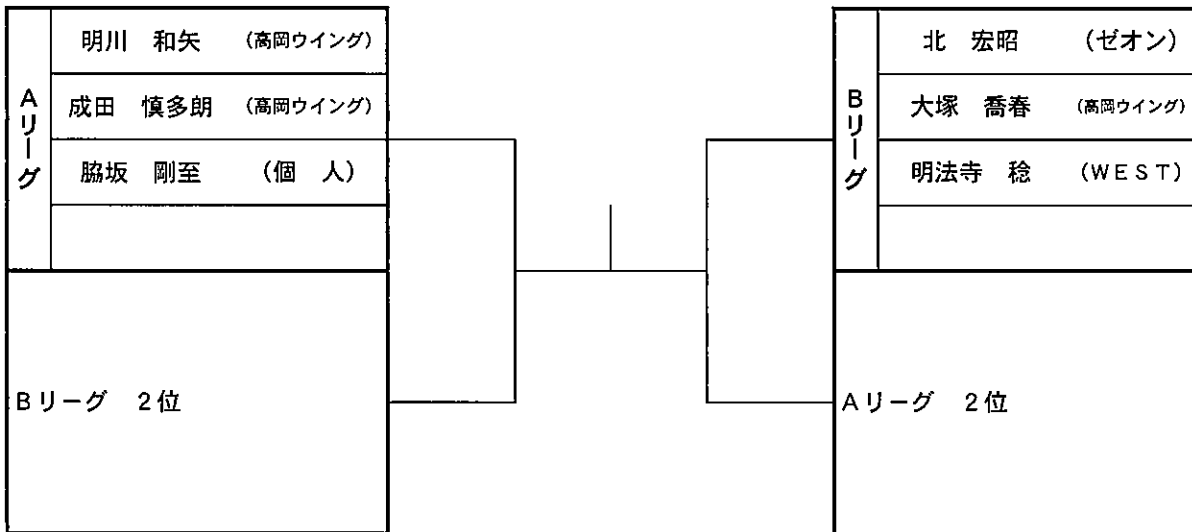 Aリーグ
明川 和矢 (高岡ウイング)
成田 慎多朗 (高岡ウイング)
脇坂 剛至 (個 人)
Bリーグ 2位
Bリーグ
北 宏昭 (ゼオン)
大塚 喬春 (高岡ウイング)
明法寺 稔 (WEST)
Aリーグ 2位